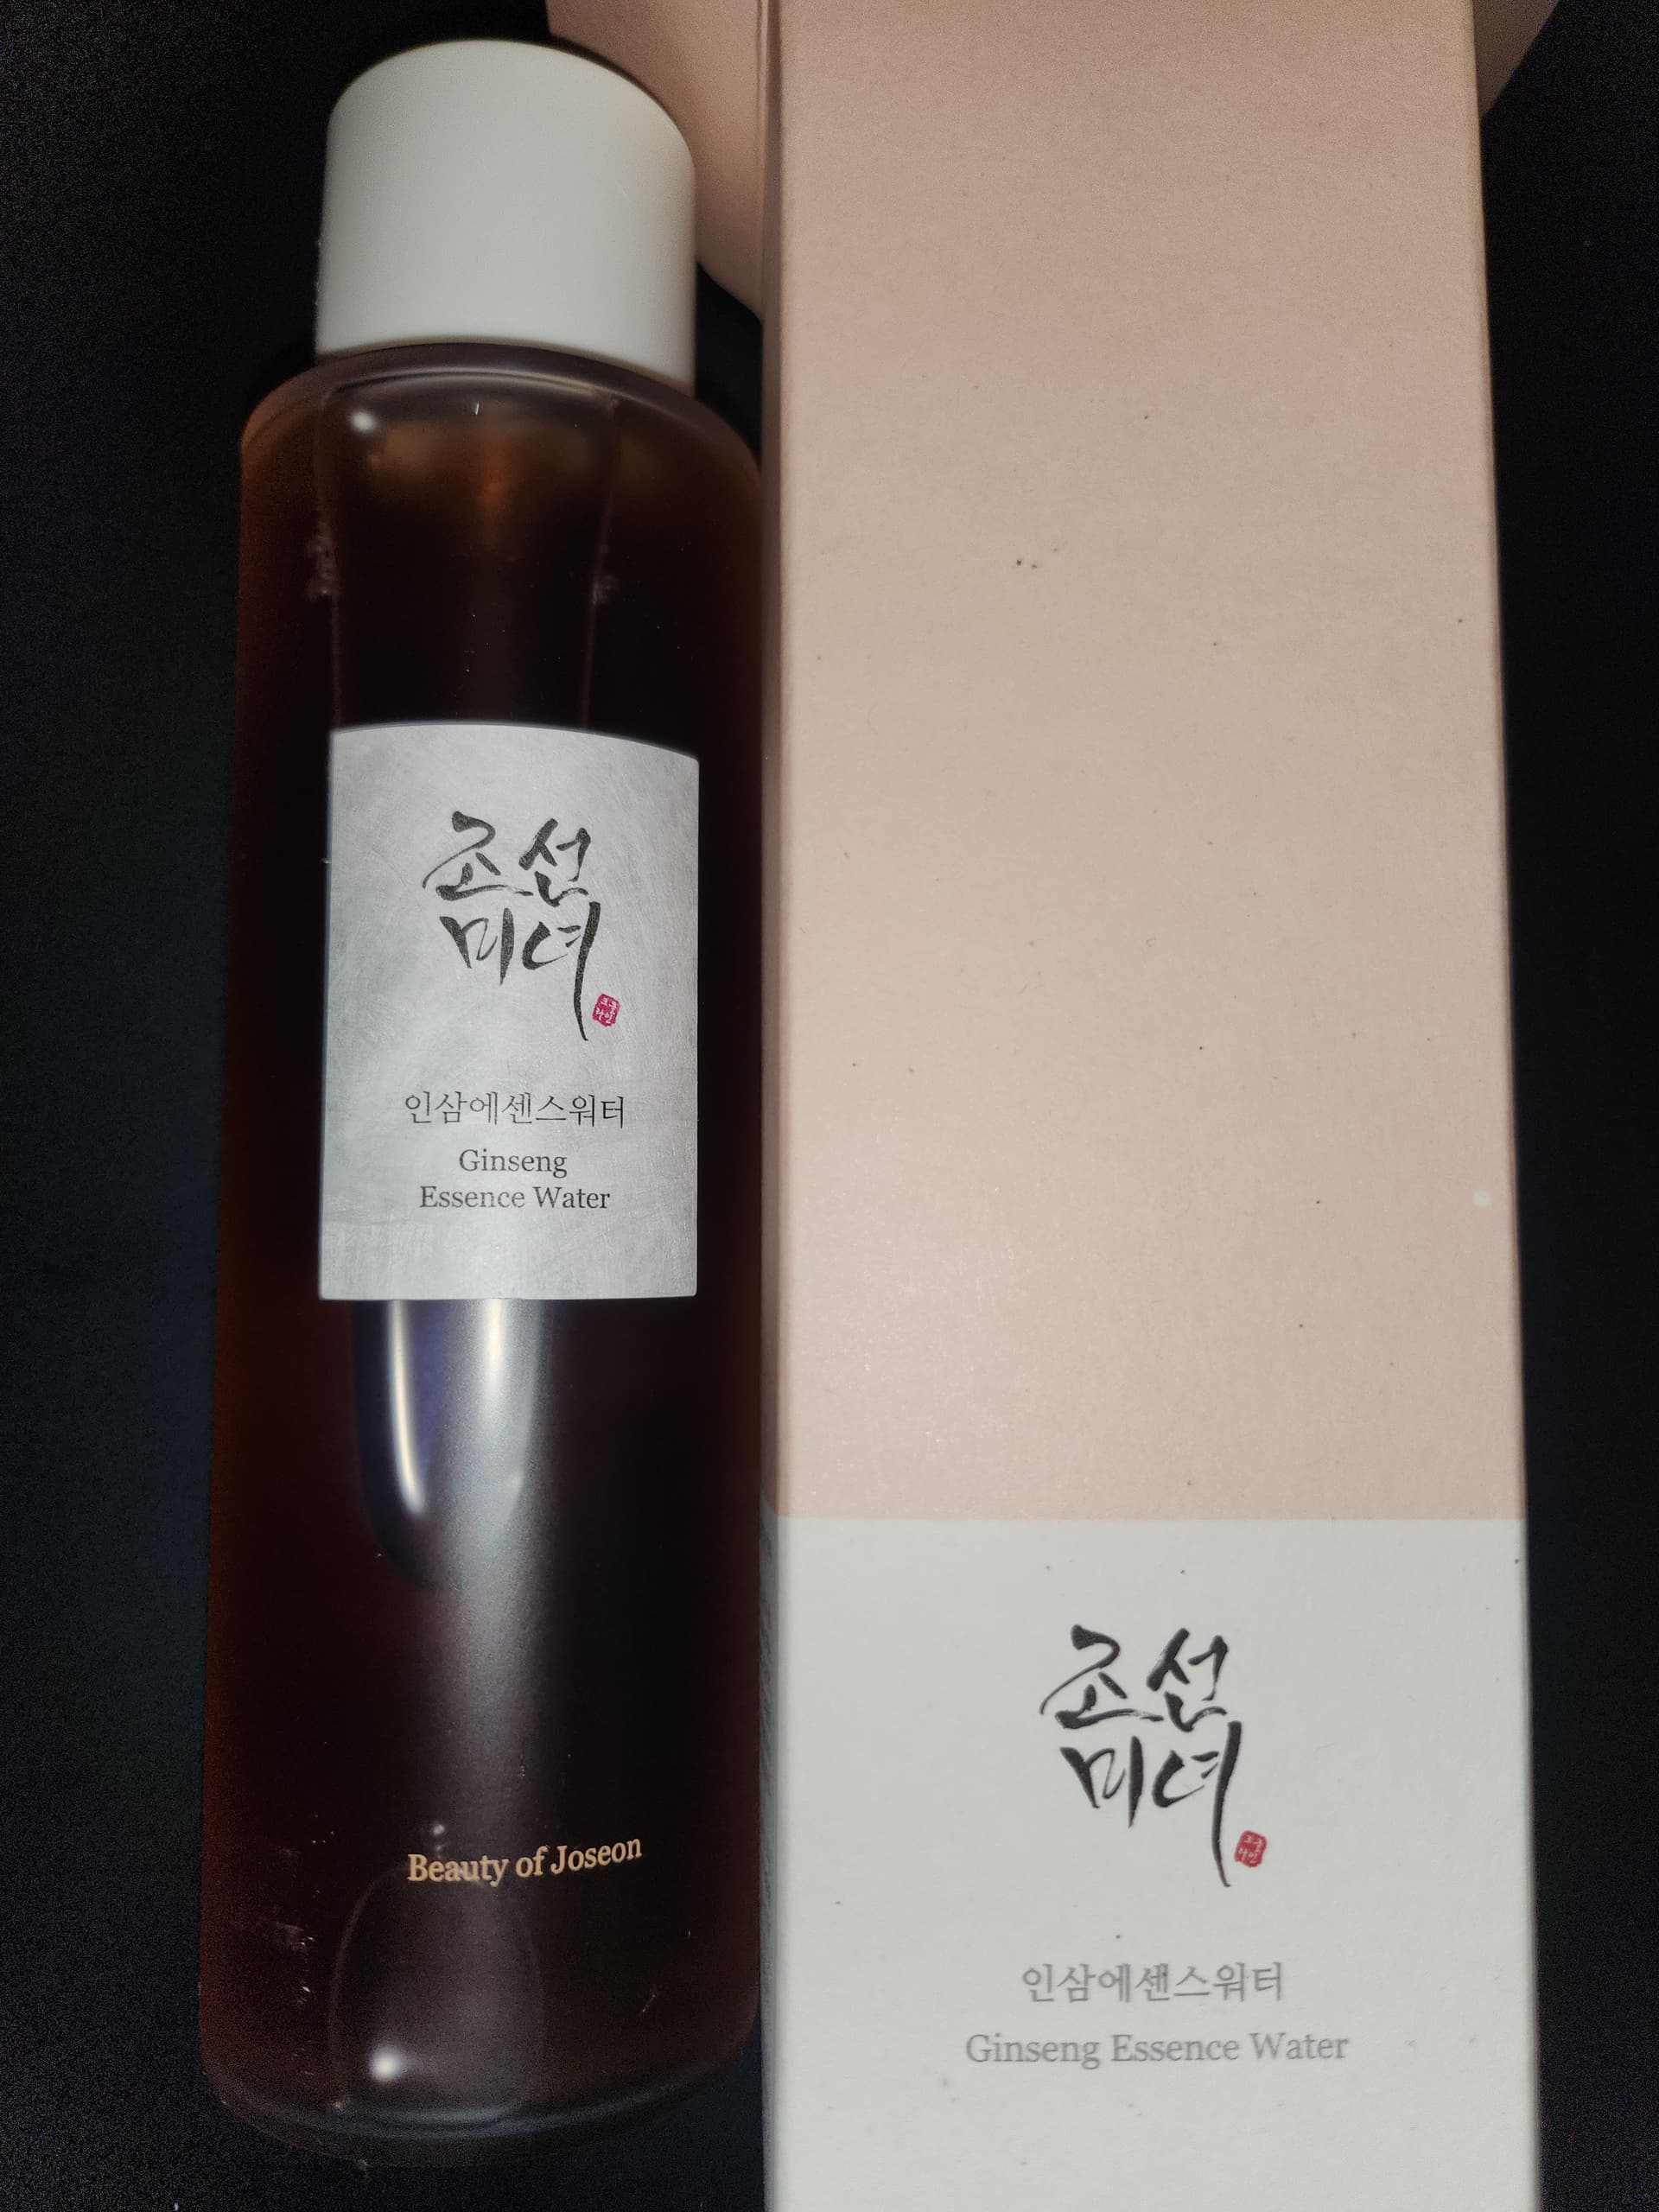 조선
미녀
인삼에센스워터
Ginseng
Essence Water
Beauty of Joseon
조선
미녀
인삼에센스워터
Ginseng Essence Water